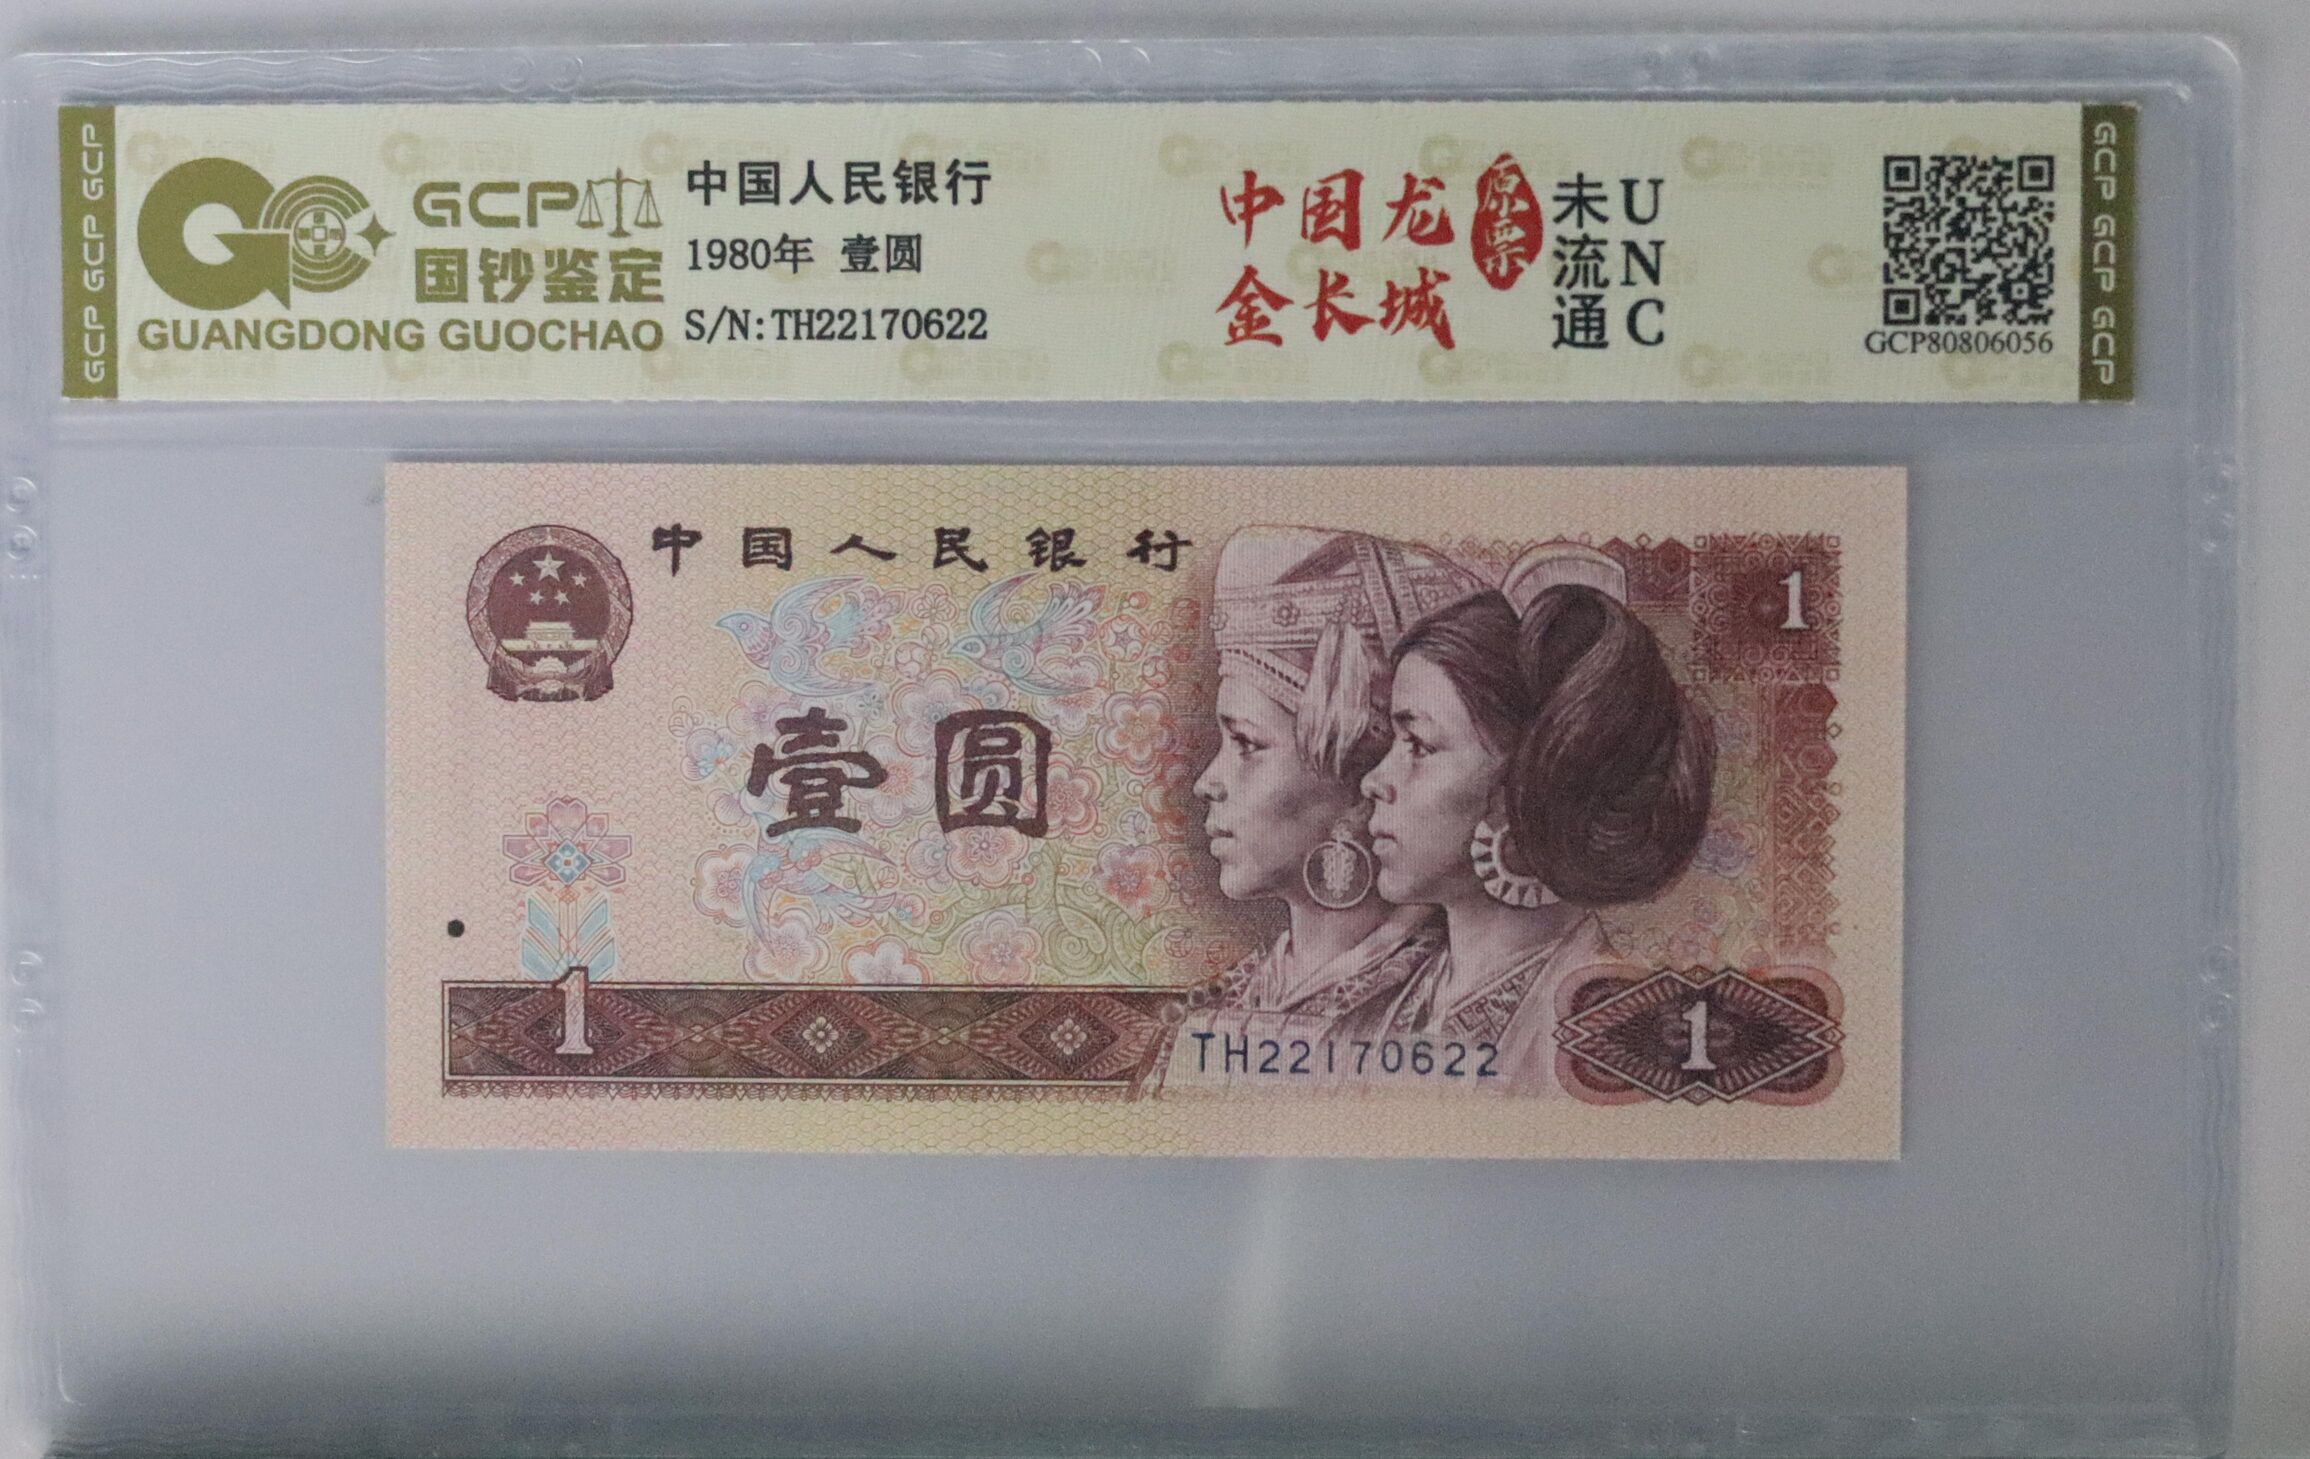 GCP GCP GCP
GCP
国钞鉴定
GUANGDONG GUOCHAO
中国人民银行
1980年 壹圆
S/N:TH22170622
中国龙
金长城
原票
未流通
UNC
GCP80806056
GCP GCP GCP
中国人民银行
1
壹圆
1
TH22170622
1